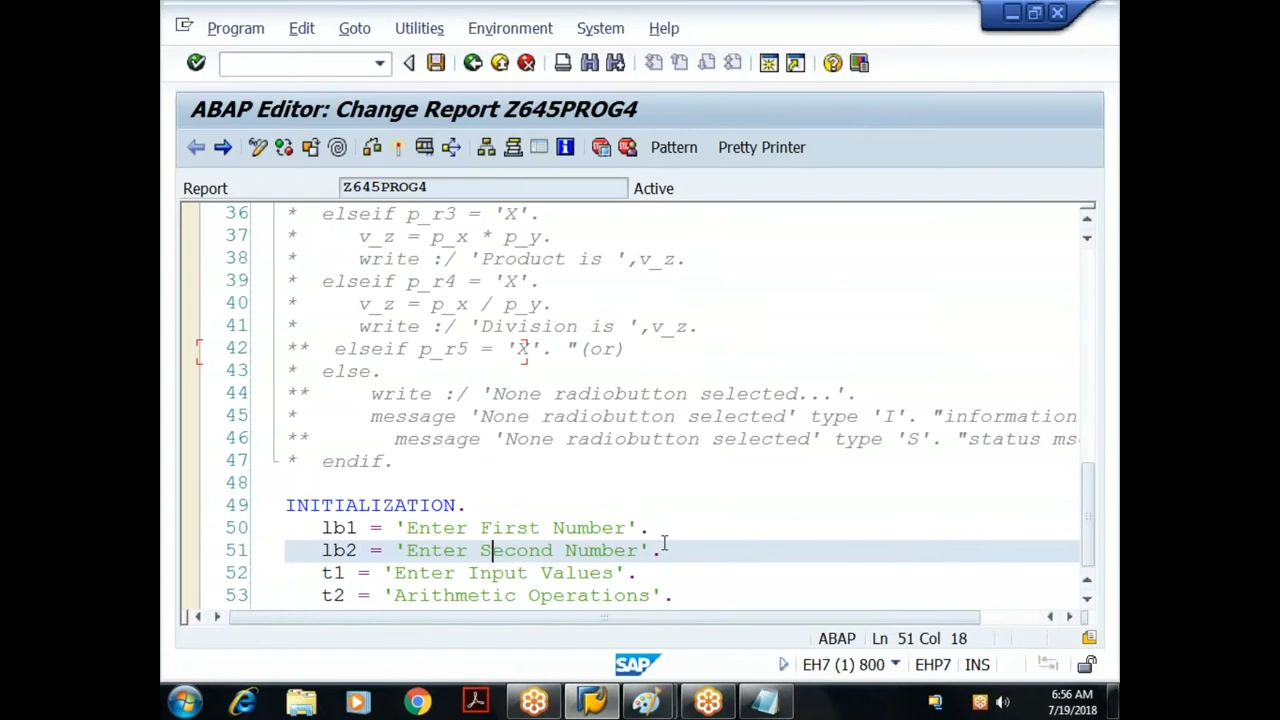 Program Edit Goto Utilities Environment System Help
ABAP Editor: Change Report Z645PROG4
Pattern Pretty Printer
Report Z645PROG4 Active
36 * elseif p_r3 = 'X'.
37 * v_z = p_x * p_y.
38 * write :/ 'Product is ',v_z.
39 * elseif p_r4 = 'X'.
40 * v_z = p_x / p_y.
41 * write :/ 'Division is ',v_z.
42 ** elseif p_r5 = 'X'. "(or)
43 * else.
44 ** write :/ 'None radiobutton selected...'.
45 * message 'None radiobutton selected' type 'I'. "information
46 ** message 'None radiobutton selected' type 'S'. "status ms
47 * endif.
48
49 INITIALIZATION.
50 lb1 = 'Enter First Number'.
51 lb2 = 'Enter Second Number'.
52 t1 = 'Enter Input Values'.
53 t2 = 'Arithmetic Operations'.
ABAP Ln 51 Col 18
SAP EH7 (1) 800 EHP7 INS
6:56 AM
7/19/2018